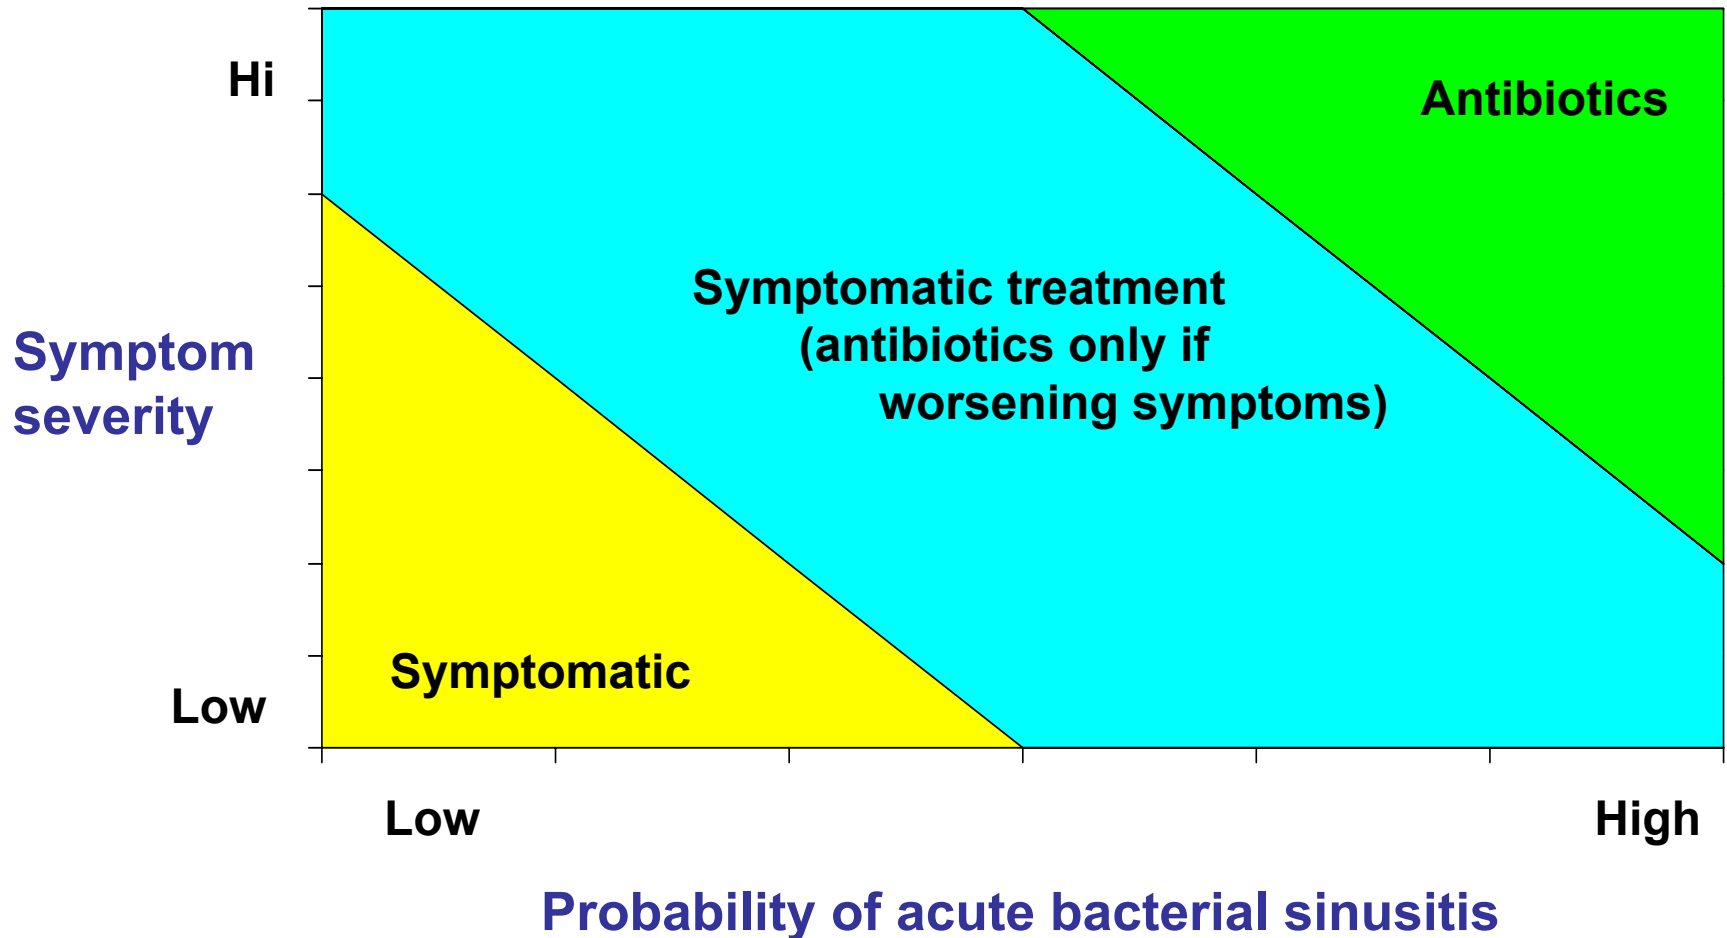 Hi
Antibiotics
Symptomatic treatment
(antibiotics only if
worsening symptoms)
Symptom
severity
Symptomatic
Low
Low
High
Probability of acute bacterial sinusitis